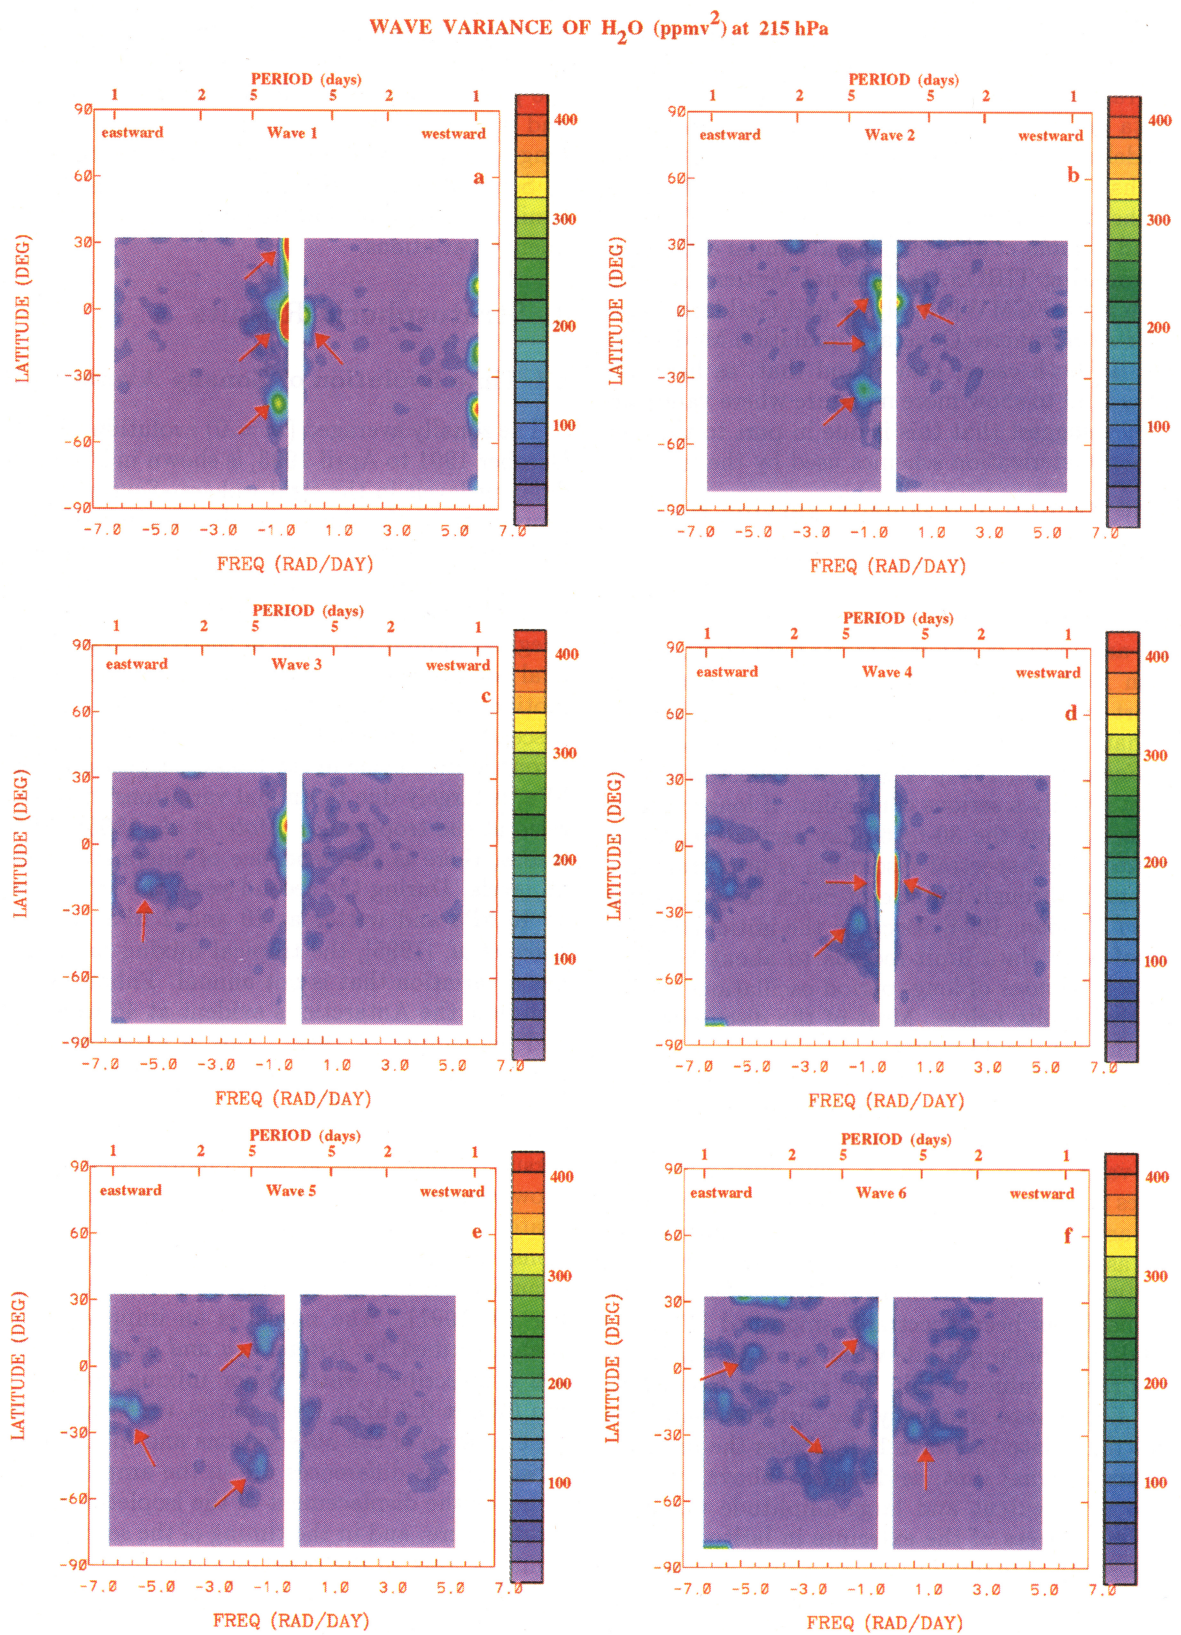 WAVE VARIANCE OF H2O (ppmv2) at 215 hPa
PERIOD (days)
1 2 5 5 2 1
eastward Wave 1 westward
a
90
60
30
0
-30
-60
-90
LATITUDE (DEG)
-7.0 -5.0 -3.0 -1.0 1.0 3.0 5.0 7.0
FREQ (RAD/DAY)
400
300
200
100
PERIOD (days)
1 2 5 5 2 1
eastward Wave 2 westward
b
90
60
30
0
-30
-60
-90
LATITUDE (DEG)
-7.0 -5.0 -3.0 -1.0 1.0 3.0 5.0 7.0
FREQ (RAD/DAY)
400
300
200
100
PERIOD (days)
1 2 5 5 2 1
eastward Wave 3 westward
c
90
60
30
0
-30
-60
-90
LATITUDE (DEG)
-7.0 -5.0 -3.0 -1.0 1.0 3.0 5.0 7.0
FREQ (RAD/DAY)
400
300
200
100
PERIOD (days)
1 2 5 5 2 1
eastward Wave 4 westward
d
90
60
30
0
-30
-60
-90
LATITUDE (DEG)
-7.0 -5.0 -3.0 -1.0 1.0 3.0 5.0 7.0
FREQ (RAD/DAY)
400
300
200
100
PERIOD (days)
1 2 5 5 2 1
eastward Wave 5 westward
e
90
60
30
0
-30
-60
-90
LATITUDE (DEG)
-7.0 -5.0 -3.0 -1.0 1.0 3.0 5.0 7.0
FREQ (RAD/DAY)
400
300
200
100
PERIOD (days)
1 2 5 5 2 1
eastward Wave 6 westward
f
90
60
30
0
-30
-60
-90
LATITUDE (DEG)
-7.0 -5.0 -3.0 -1.0 1.0 3.0 5.0 7.0
FREQ (RAD/DAY)
400
300
200
100